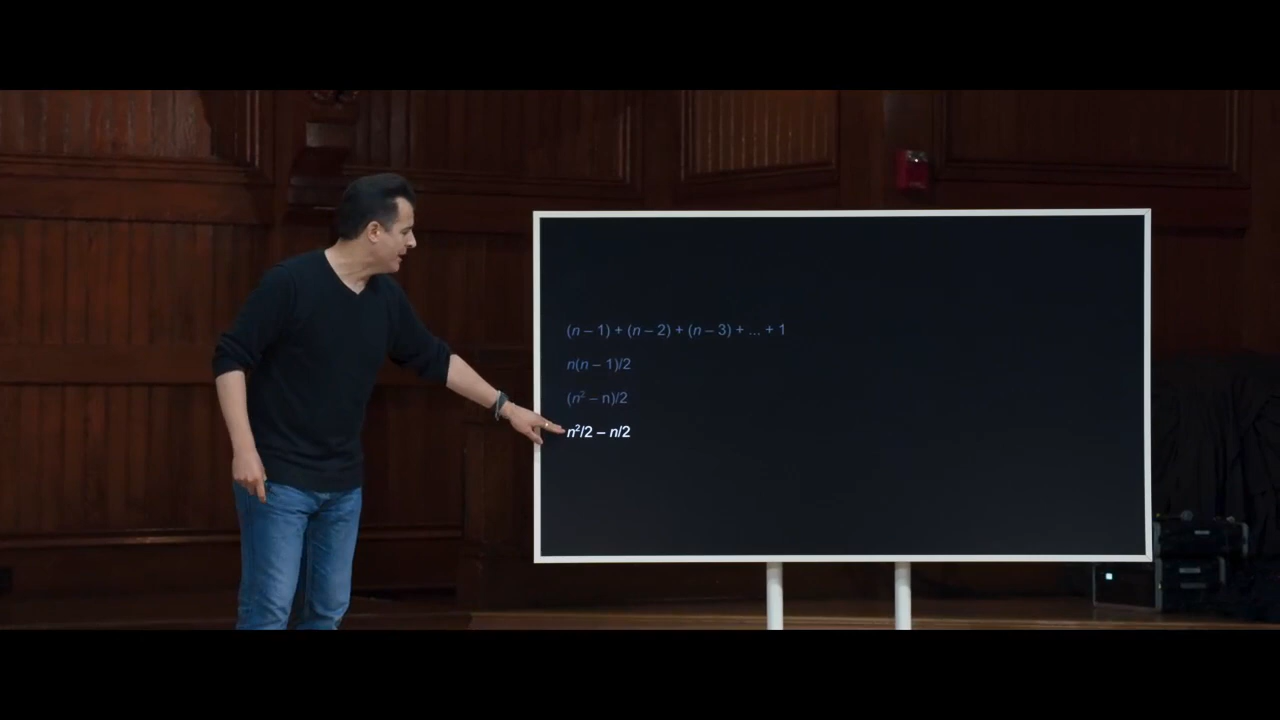 (n – 1) + (n – 2) + (n – 3) + ... + 1
n(n – 1)/2
(n² – n)/2
n²/2 – n/2